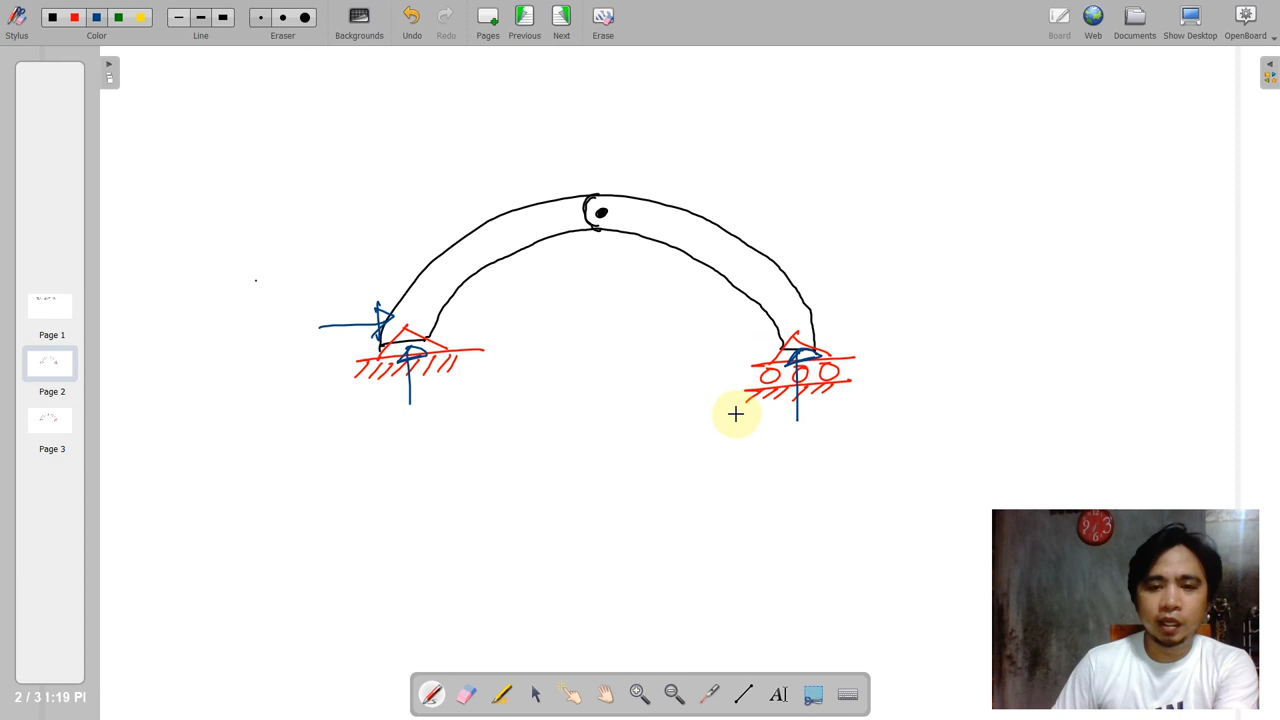 Stylus
Color
Line
Eraser
Backgrounds
Undo
Redo
Pages
Previous
Next
Erase
Board
Web
Documents
Show Desktop
OpenBoard
Page 1
Page 2
Page 3
2 / 3 1:19 PI
AI